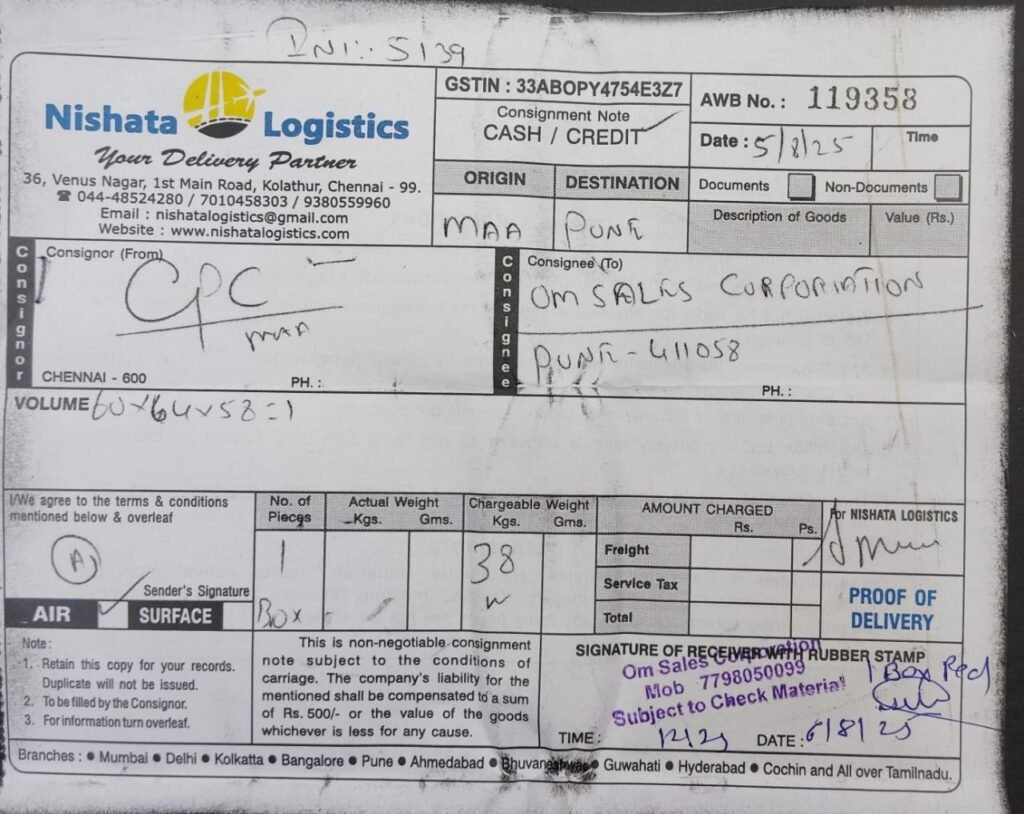 INV:- 5139
Nishata Logistics
Your Delivery Partner
36, Venus Nagar, 1st Main Road, Kolathur, Chennai - 99.
☎ 044-48524280 / 7010458303 / 9380559960
Email : nishatalogistics@gmail.com
Website : www.nishatalogistics.com
GSTIN : 33ABOPY4754E3Z7
Consignment Note
CASH / CREDIT ✓
AWB No. : 119358
Date : 5/8/25 Time
ORIGIN DESTINATION
MAA PUNE
Documents Non-Documents
Description of Goods Value (Rs.)
Consignor
Consignor (From)
CPC
MAA
CHENNAI - 600 PH. :
Consignee
Consignee (To)
OM SALES CORPORATION
PUNE - 411058
PH. :
VOLUME 60x64x58=1
I/We agree to the terms & conditions
mentioned below & overleaf
Sender's Signature
AIR ✓ SURFACE
No. of Pieces Actual Weight Kgs. Gms. Chargeable Weight Kgs. Gms.
1 38
Box
AMOUNT CHARGED
Rs. Ps.
Freight
Service Tax
Total
For NISHATA LOGISTICS
PROOF OF
DELIVERY
Note :
1. Retain this copy for your records.
Duplicate will not be issued.
2. To be filled by the Consignor.
3. For information turn overleaf.
This is non-negotiable consignment
note subject to the conditions of
carriage. The company's liability for the
mentioned shall be compensated to a sum
of Rs. 500/- or the value of the goods
whichever is less for any cause.
SIGNATURE OF RECEIVER WITH RUBBER STAMP
Om Sales Corporation
Mob 7798050099
Subject to Check Material
1 Box Rcd
TIME : DATE : 6/8/25
Branches : ● Mumbai ● Delhi ● Kolkatta ● Bangalore ● Pune ● Ahmedabad ● Bhuvaneshwar ● Guwahati ● Hyderabad ● Cochin and All over Tamilnadu.